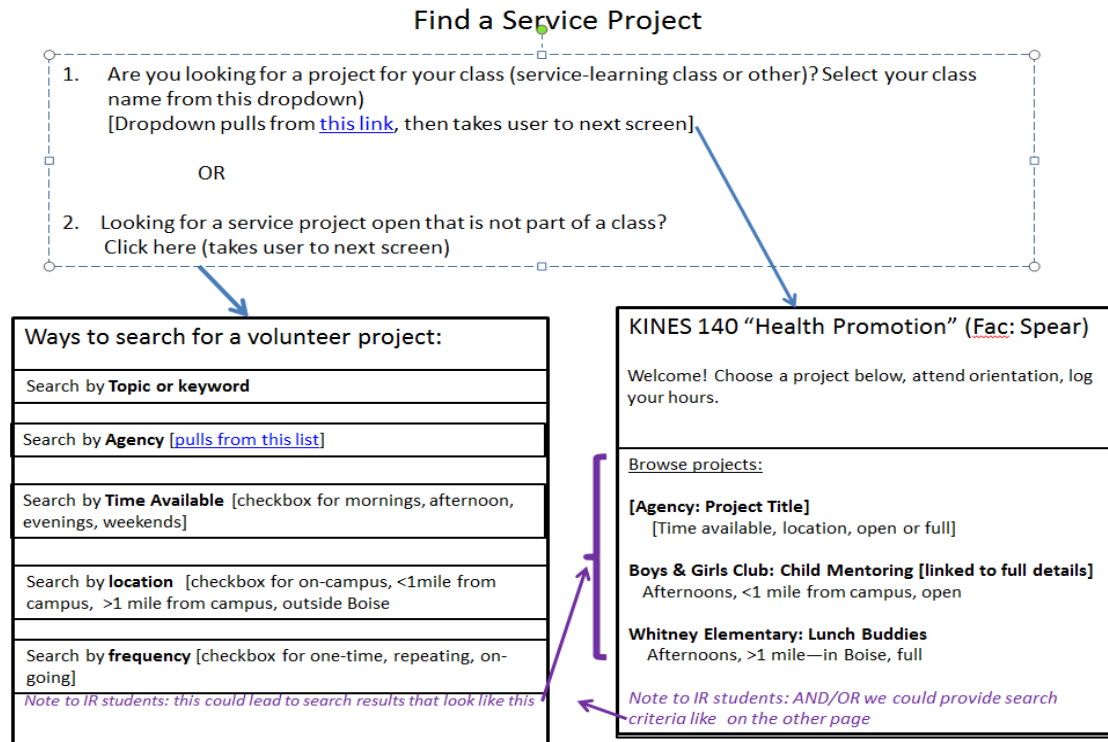 Find a Service Project
1. Are you looking for a project for your class (service-learning class or other)? Select your class
name from this dropdown)
[Dropdown pulls from this link, then takes user to next screen]
OR
2. Looking for a service project open that is not part of a class?
Click here (takes user to next screen)
Ways to search for a volunteer project:
Search by Topic or keyword
Search by Agency [pulls from this list]
Search by Time Available [checkbox for mornings, afternoon,
evenings, weekends]
Search by location [checkbox for on-campus, <1mile from
campus, >1 mile from campus, outside Boise
Search by frequency [checkbox for one-time, repeating, on-
going]
Note to IR students: this could lead to search results that look like this
KINES 140 “Health Promotion” (Fac: Spear)
Welcome! Choose a project below, attend orientation, log
your hours.
Browse projects:
[Agency: Project Title]
[Time available, location, open or full]
Boys & Girls Club: Child Mentoring [linked to full details]
Afternoons, <1 mile from campus, open
Whitney Elementary: Lunch Buddies
Afternoons, >1 mile—in Boise, full
Note to IR students: AND/OR we could provide search
criteria like on the other page